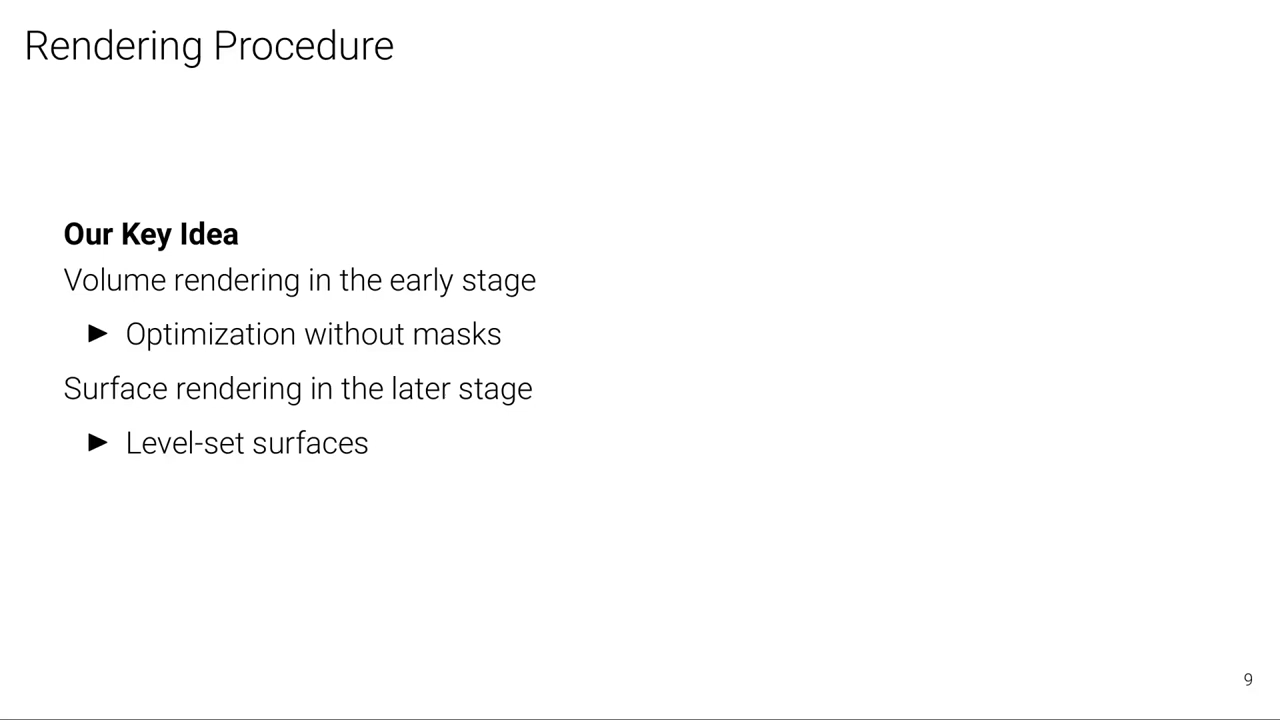 Rendering Procedure
Our Key Idea
Volume rendering in the early stage
► Optimization without masks
Surface rendering in the later stage
► Level-set surfaces
9